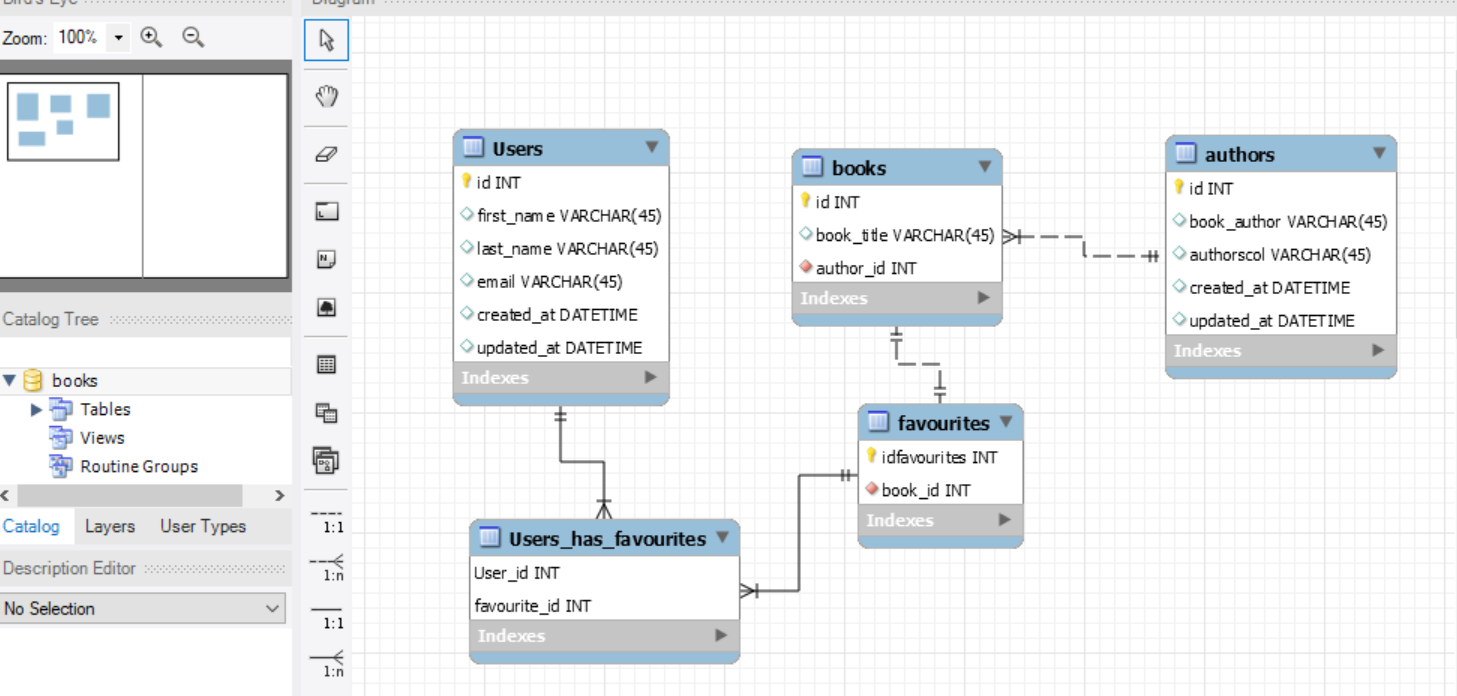 Bird's Eye
Diagram
Zoom: 100%
Catalog Tree
books
Tables
Views
Routine Groups
Catalog Layers User Types
Description Editor
No Selection
N
1:1
1:n
1:1
1:n
Users
id INT
first_name VARCHAR(45)
last_name VARCHAR(45)
email VARCHAR(45)
created_at DATETIME
updated_at DATETIME
Indexes
books
id INT
book_title VARCHAR(45)
author_id INT
Indexes
authors
id INT
book_author VARCHAR(45)
authorscol VARCHAR(45)
created_at DATETIME
updated_at DATETIME
Indexes
favourites
idfavourites INT
book_id INT
Indexes
Users_has_favourites
User_id INT
favourite_id INT
Indexes